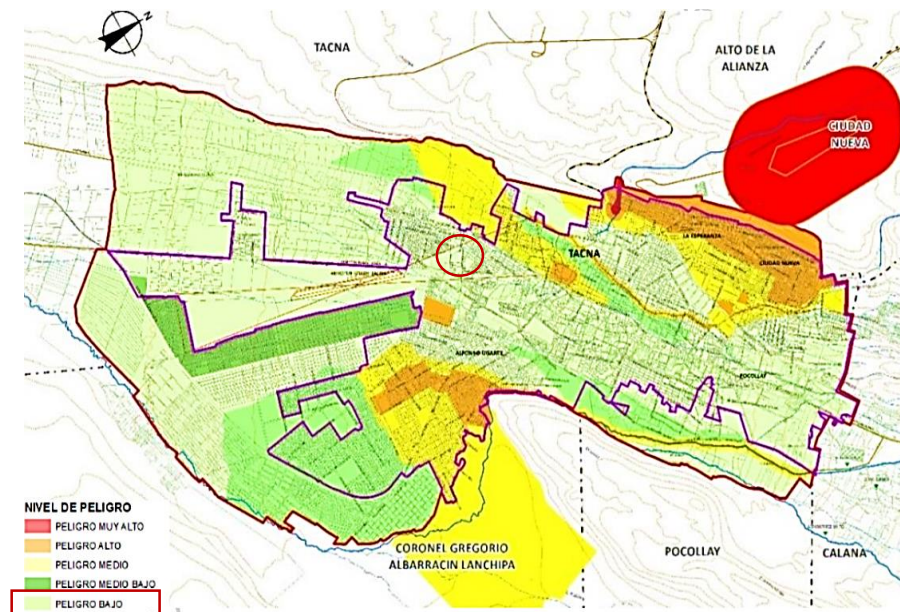 N
TACNA
ALTO DE LA
ALIANZA
CIUDAD
NUEVA
LA ESPERANZA
TACNA
CIUDAD NUEVA
ALFONSO UGARTE
POCOLLAY
NIVEL DE PELIGRO
PELIGRO MUY ALTO
PELIGRO ALTO
PELIGRO MEDIO
PELIGRO MEDIO BAJO
PELIGRO BAJO
CORONEL GREGORIO
ALBARRACIN LANCHIPA
POCOLLAY
CALANA